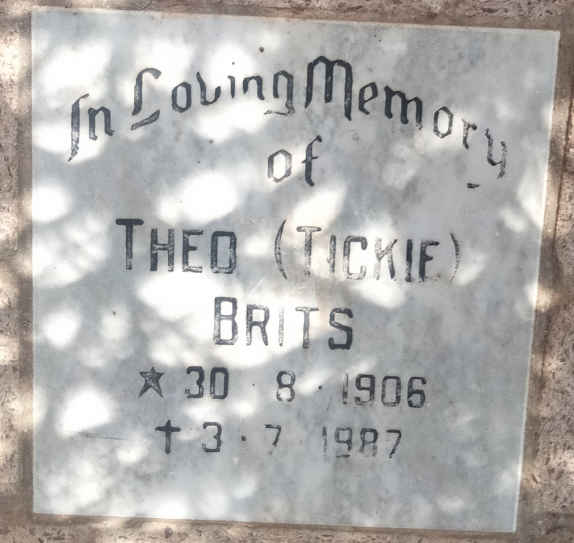 In Loving Memory
of
THEO (TICKIE)
BRITS
★ 30 · 8 · 1906
† 3 · 7 1987